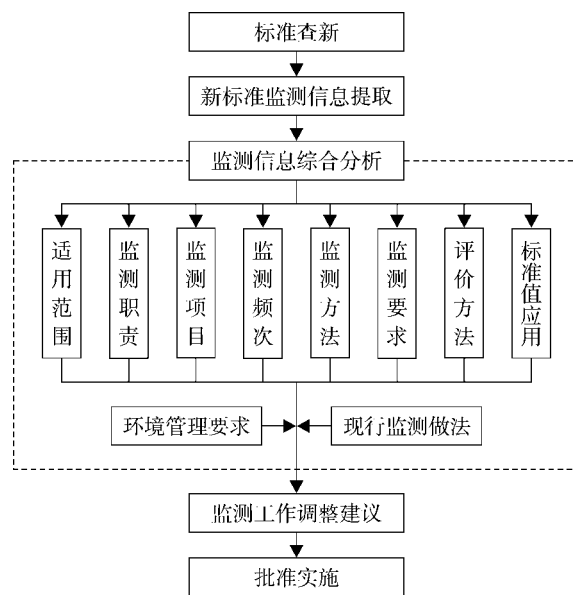 标准查新
新标准监测信息提取
监测信息综合分析
适用范围
监测职责
监测项目
监测频次
监测方法
监测要求
评价方法
标准值应用
环境管理要求
现行监测做法
监测工作调整建议
批准实施